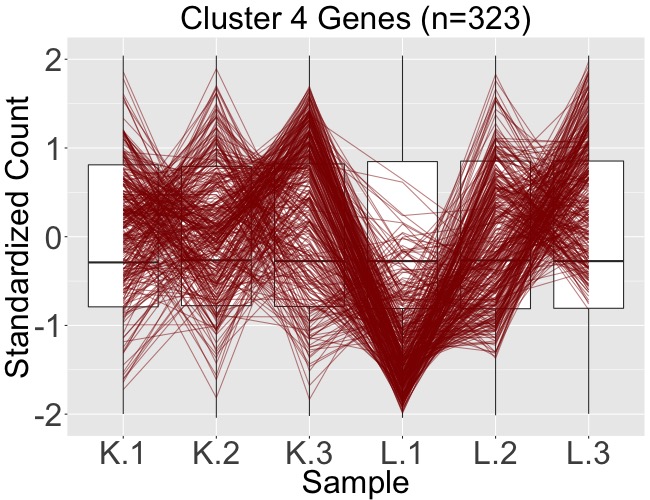 Cluster 4 Genes (n=323)
Standardized Count
2
1
0
-1
-2
K.1 K.2 K.3 L.1 L.2 L.3
Sample